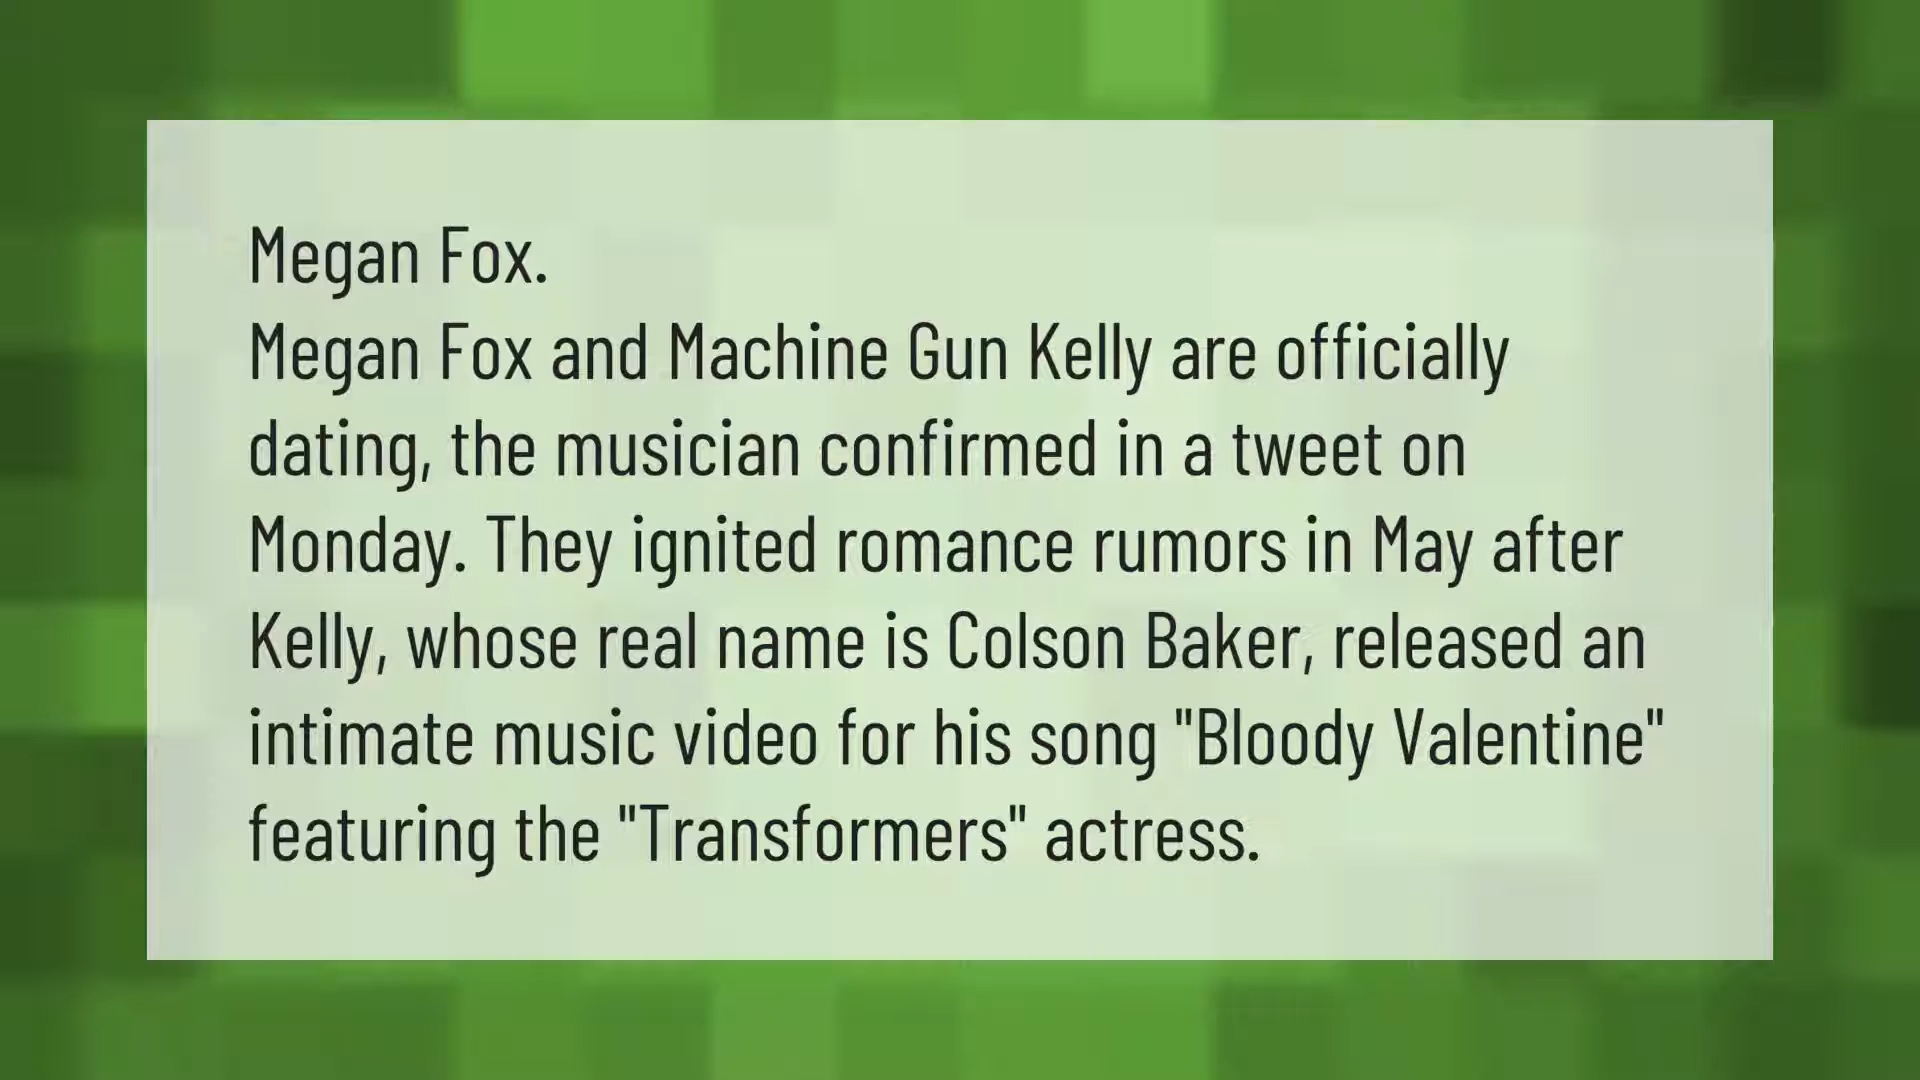 Megan Fox.
Megan Fox and Machine Gun Kelly are officially
dating, the musician confirmed in a tweet on
Monday. They ignited romance rumors in May after
Kelly, whose real name is Colson Baker, released an
intimate music video for his song "Bloody Valentine"
featuring the "Transformers" actress.